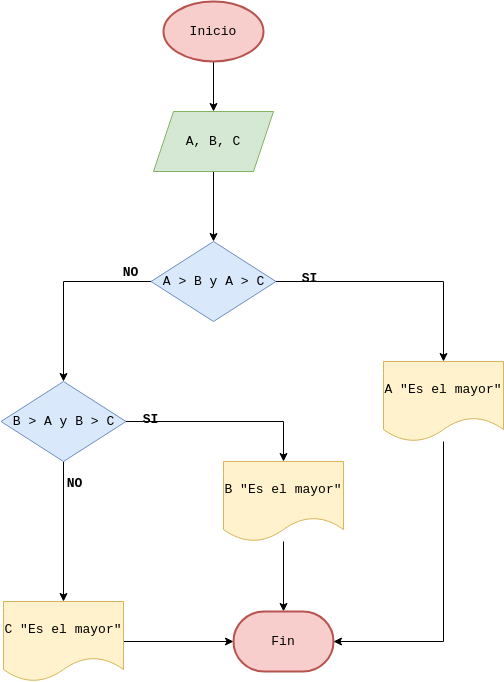 Inicio
A, B, C
NO
A > B y A > C
SI
A "Es el mayor"
B > A y B > C
SI
NO
B "Es el mayor"
C "Es el mayor"
Fin